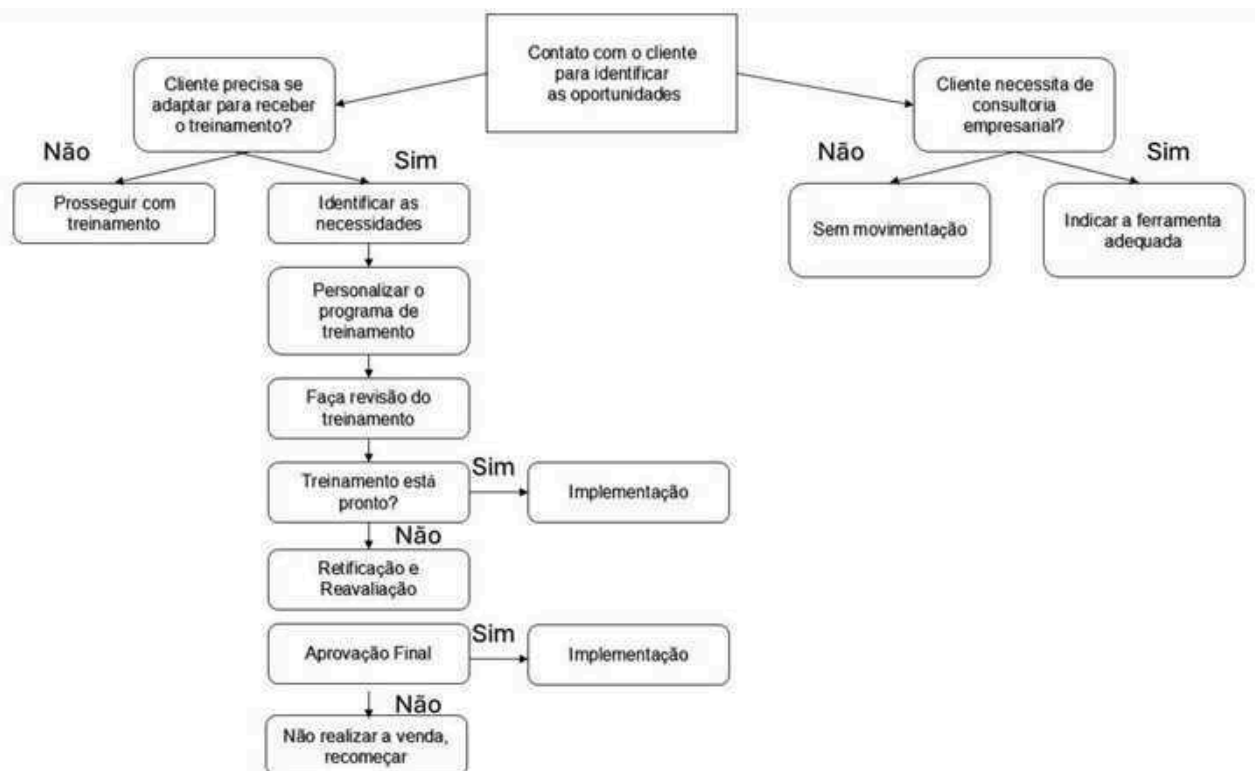 Contato com o cliente
para identificar
as oportunidades
Cliente precisa se
adaptar para receber
o treinamento?
Cliente necessita de
consultoria
empresarial?
Não
Sim
Não
Sim
Prosseguir com
treinamento
Identificar as
necessidades
Sem movimentação
Indicar a ferramenta
adequada
Personalizar o
programa de
treinamento
Faça revisão do
treinamento
Treinamento está
pronto?
Sim
Implementação
Não
Retificação e
Reavaliação
Aprovação Final
Sim
Implementação
Não
Não realizar a venda,
recomeçar